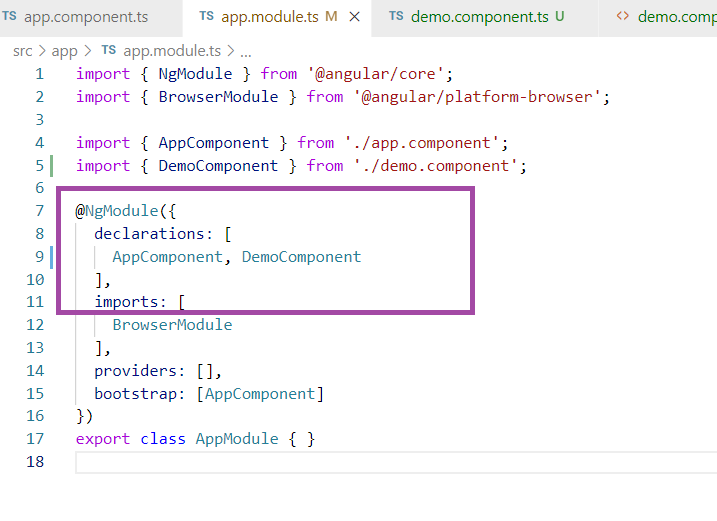 TS app.component.ts TS app.module.ts M × TS demo.component.ts U <> demo.comp
src > app > TS app.module.ts > ...
1 import { NgModule } from '@angular/core';
2 import { BrowserModule } from '@angular/platform-browser';
3
4 import { AppComponent } from './app.component';
5 import { DemoComponent } from './demo.component';
6
7 @NgModule({
8 declarations: [
9 AppComponent, DemoComponent
10 ],
11 imports: [
12 BrowserModule
13 ],
14 providers: [],
15 bootstrap: [AppComponent]
16 })
17 export class AppModule { }
18